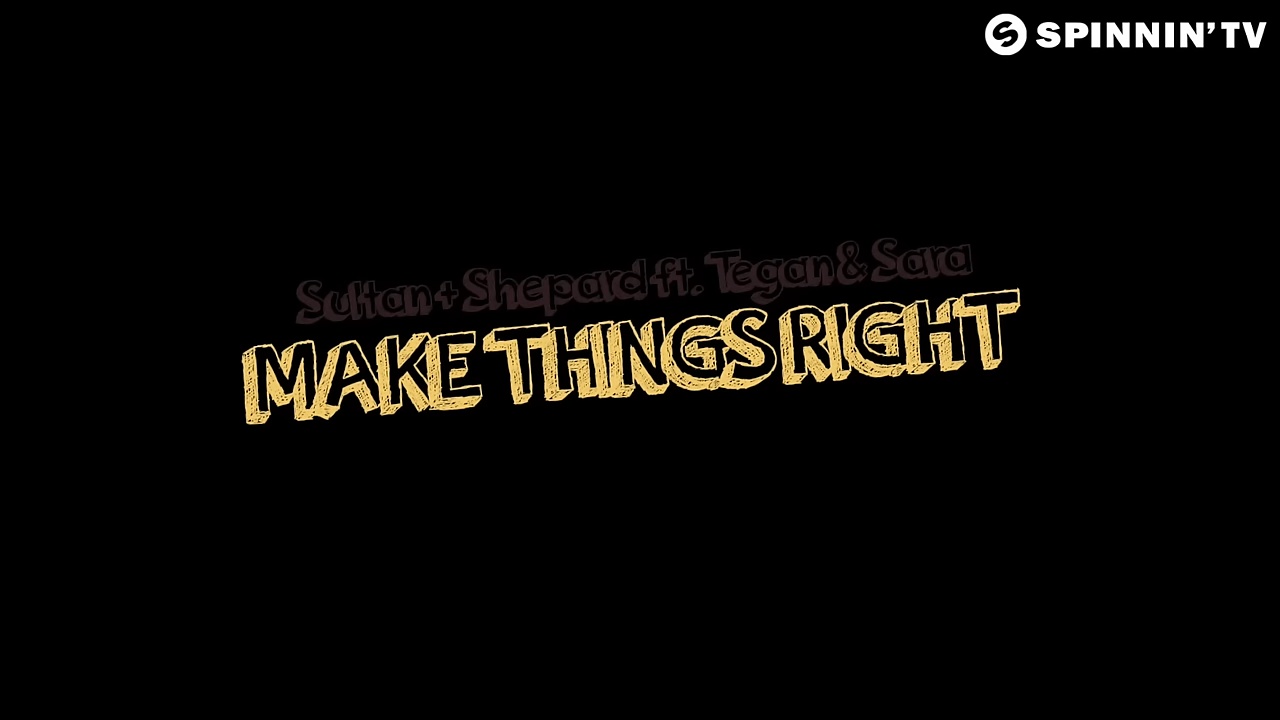 SPINNIN' TV
Sultan + Shepard ft. Tegan & Sara
MAKE THINGS RIGHT